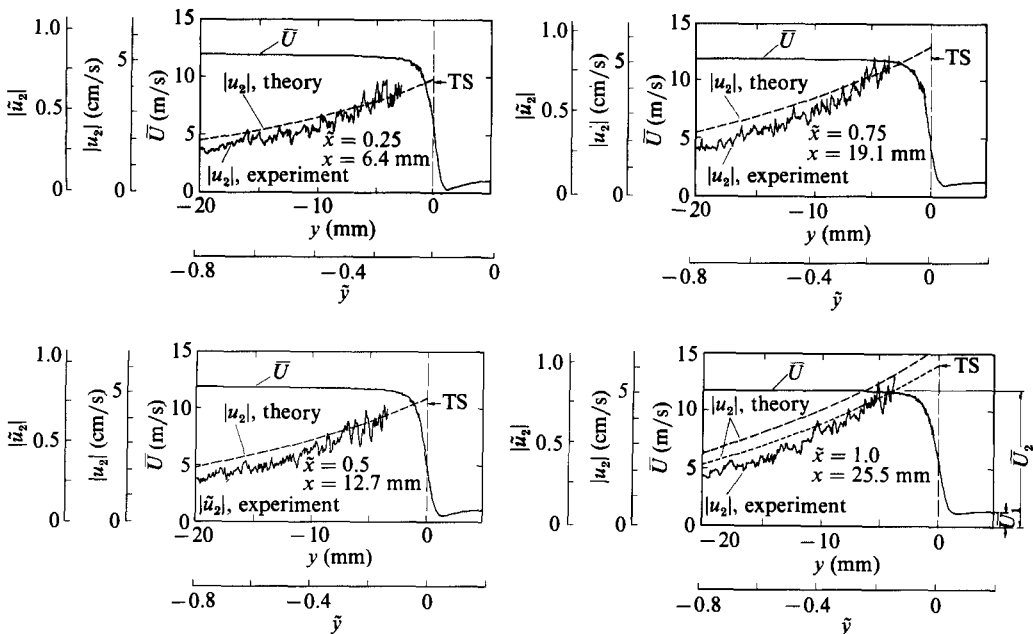 1.0
0.5
0
|ũ₂|
5
0
|u₂| (cm/s)
15
10
5
0
U̅ (m/s)
U̅
|u₂|, theory
TS
x̃ = 0.25
x = 6.4 mm
|u₂|, experiment
−20 −10 0
y (mm)
−0.8 −0.4 0
ỹ
1.0
0.5
0
|ũ₂|
5
0
|u₂| (cm/s)
15
10
5
0
U̅ (m/s)
U̅
|u₂|, theory
TS
x̃ = 0.75
x = 19.1 mm
|u₂|, experiment
−20 −10 0
y (mm)
−0.8 −0.4 0
ỹ
1.0
0.5
0
|ũ₂|
5
0
|u₂| (cm/s)
15
10
5
0
U̅ (m/s)
U̅
|u₂|, theory
TS
x̃ = 0.5
x = 12.7 mm
|ũ₂|, experiment
−20 −10 0
y (mm)
−0.8 −0.4 0
ỹ
1.0
0.5
0
|ũ₂|
5
0
|u₂| (cm/s)
15
10
5
0
U̅ (m/s)
U̅
TS
|u₂|, theory
x̃ = 1.0
x = 25.5 mm
|u₂|, experiment
U̅₂
−20 −10 0
y (mm)
−0.8 −0.4 0
ỹ